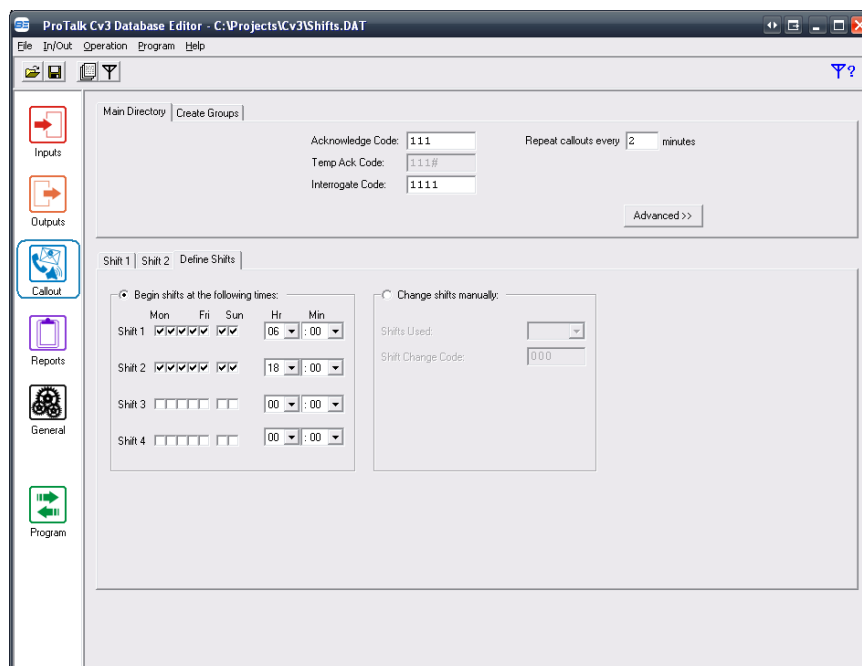 ProTalk Cv3 Database Editor - C:\Projects\Cv3\Shifts.DAT
File In/Out Operation Program Help
?
Main Directory Create Groups
Acknowledge Code: 111 Repeat callouts every 2 minutes
Temp Ack Code: 111#
Interrogate Code: 1111
Advanced >>
Inputs
Outputs
Callout
Reports
General
Program
Shift 1 Shift 2 Define Shifts
Begin shifts at the following times: Change shifts manually:
Mon Fri Sun Hr Min
Shift 1 06 : 00
Shift 2 18 : 00
Shift 3 00 : 00
Shift 4 00 : 00
Shifts Used:
Shift Change Code: 000